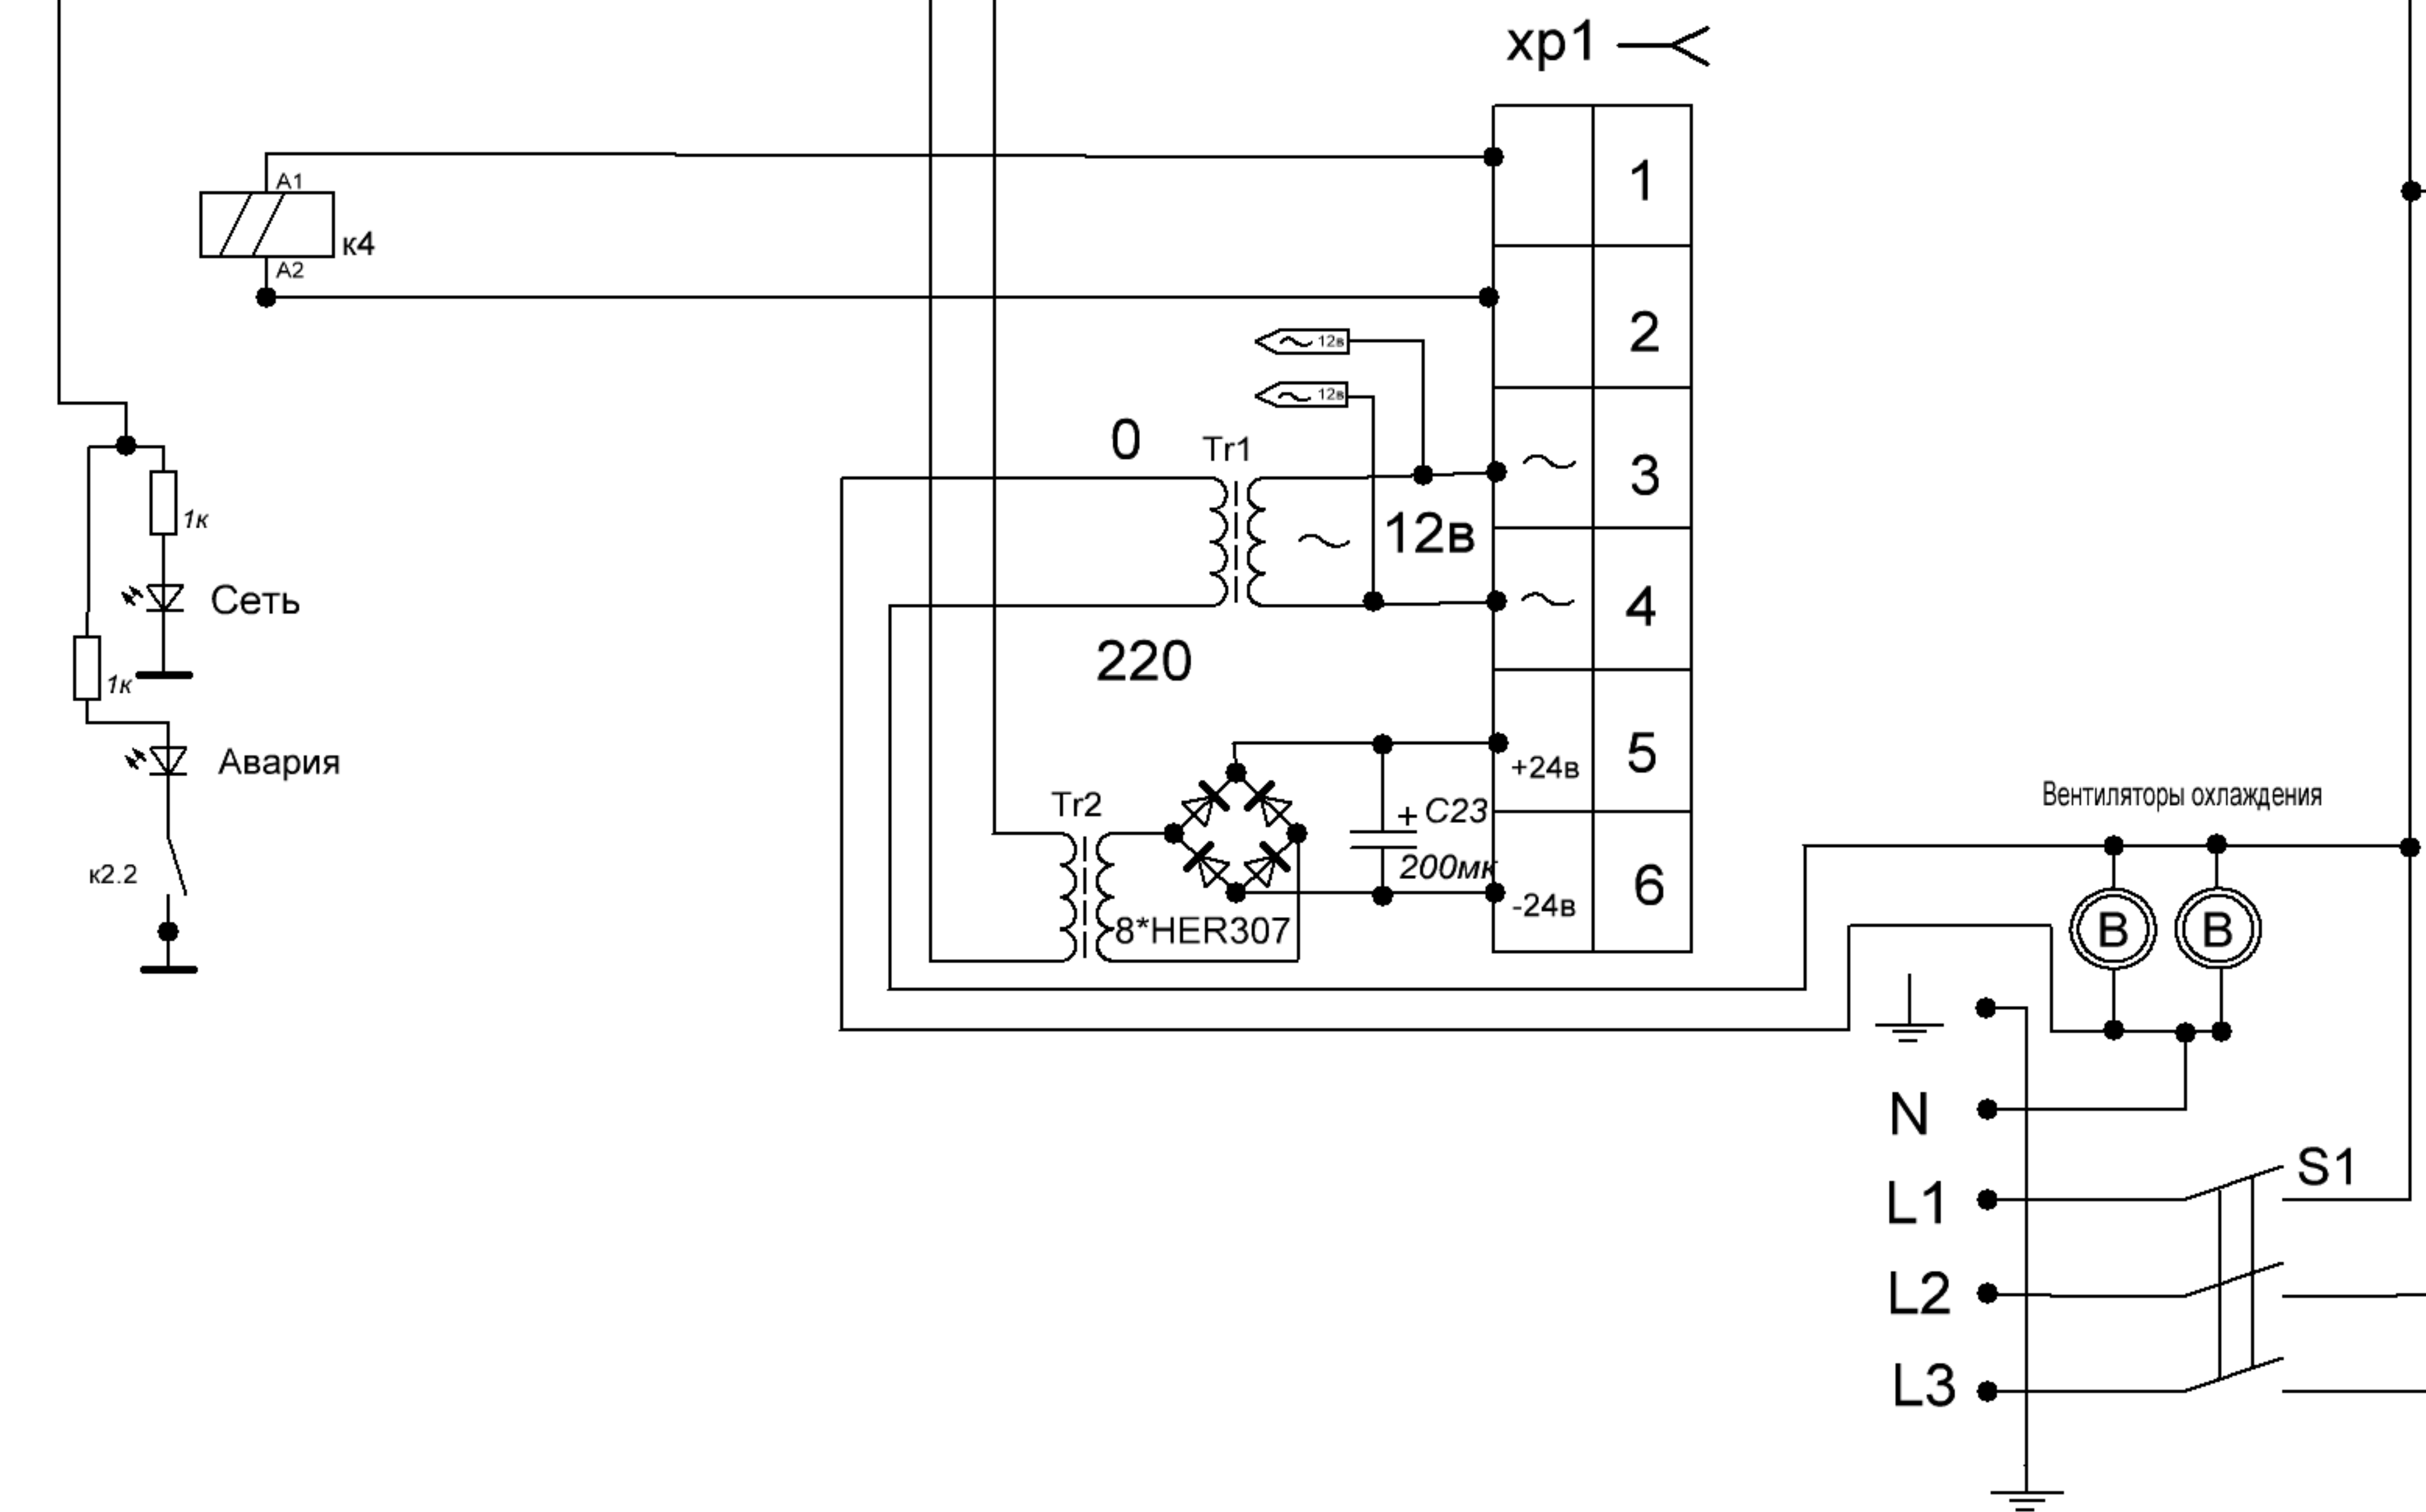 xp1
1
A1
к4
A2
2
12в
12в
0
Tr1
3
1к
12в
Сеть
4
220
1к
Авария
+24в
5
Tr2
+ C23
Вентиляторы охлаждения
200мк
к2.2
-24в
6
8*HER307
B
B
N
S1
L1
L2
L3